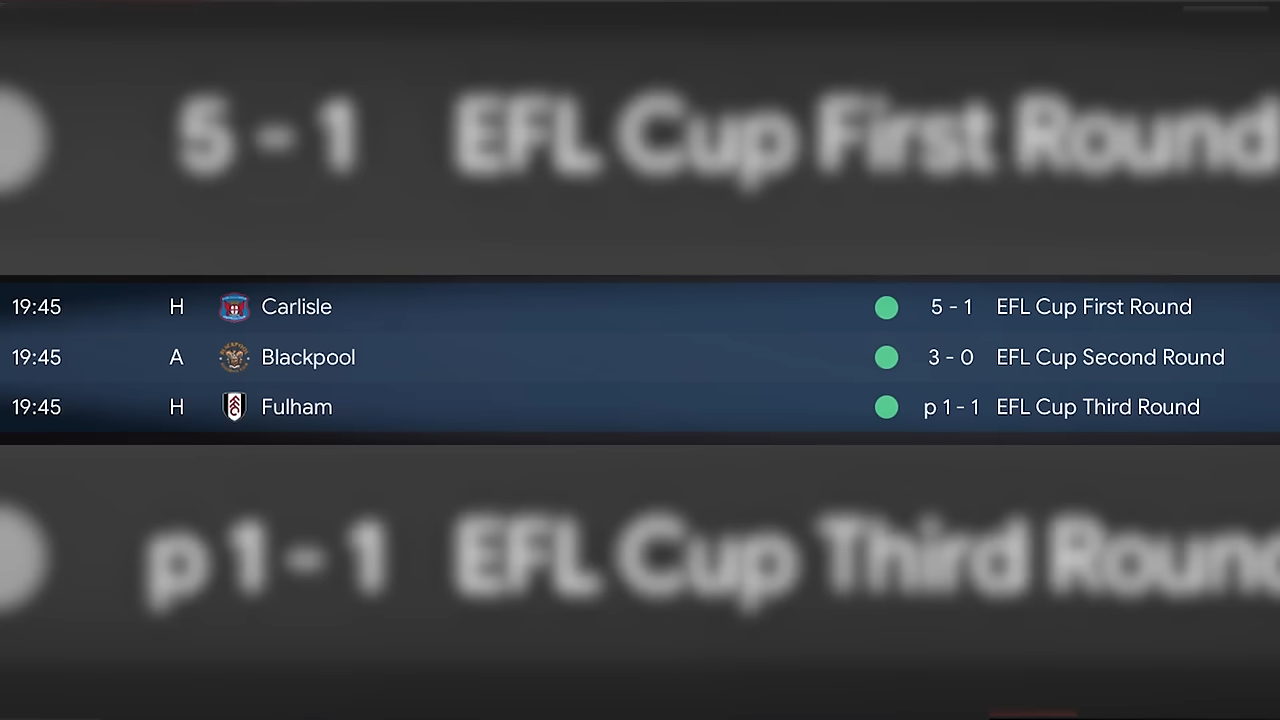 5 - 1 EFL Cup First Round
19:45 H Carlisle 5 - 1 EFL Cup First Round
19:45 A Blackpool 3 - 0 EFL Cup Second Round
19:45 H Fulham p 1 - 1 EFL Cup Third Round
p 1 - 1 EFL Cup Third Round